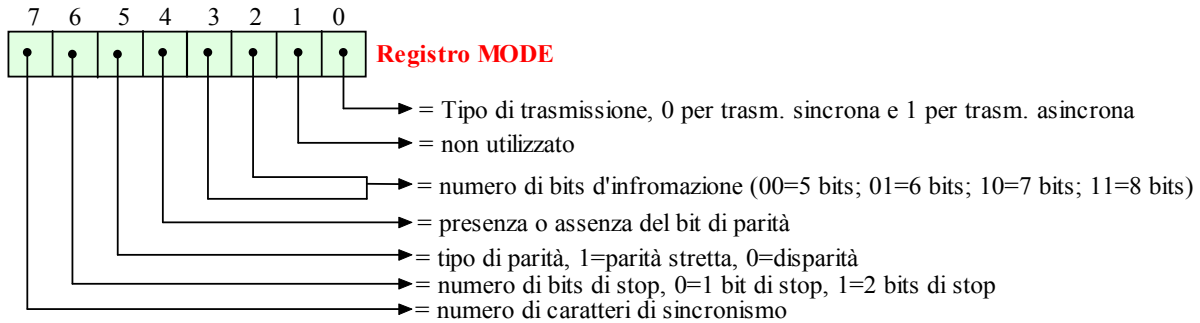 7 6 5 4 3 2 1 0
Registro MODE
= Tipo di trasmissione, 0 per trasm. sincrona e 1 per trasm. asincrona
= non utilizzato
= numero di bits d'infromazione (00=5 bits; 01=6 bits; 10=7 bits; 11=8 bits)
= presenza o assenza del bit di parità
= tipo di parità, 1=parità stretta, 0=disparità
= numero di bits di stop, 0=1 bit di stop, 1=2 bits di stop
= numero di caratteri di sincronismo